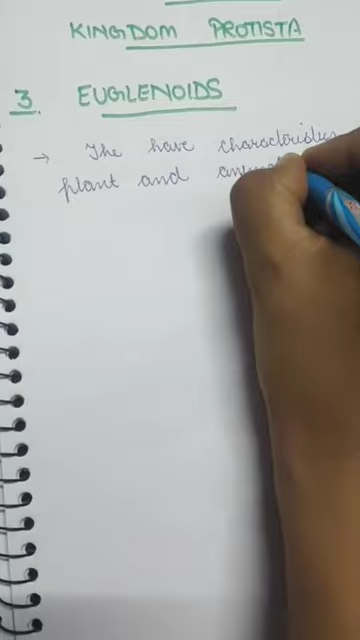 KINGDOM PROTISTA
3. EUGLENOIDS
→ The have characteristics
plant and